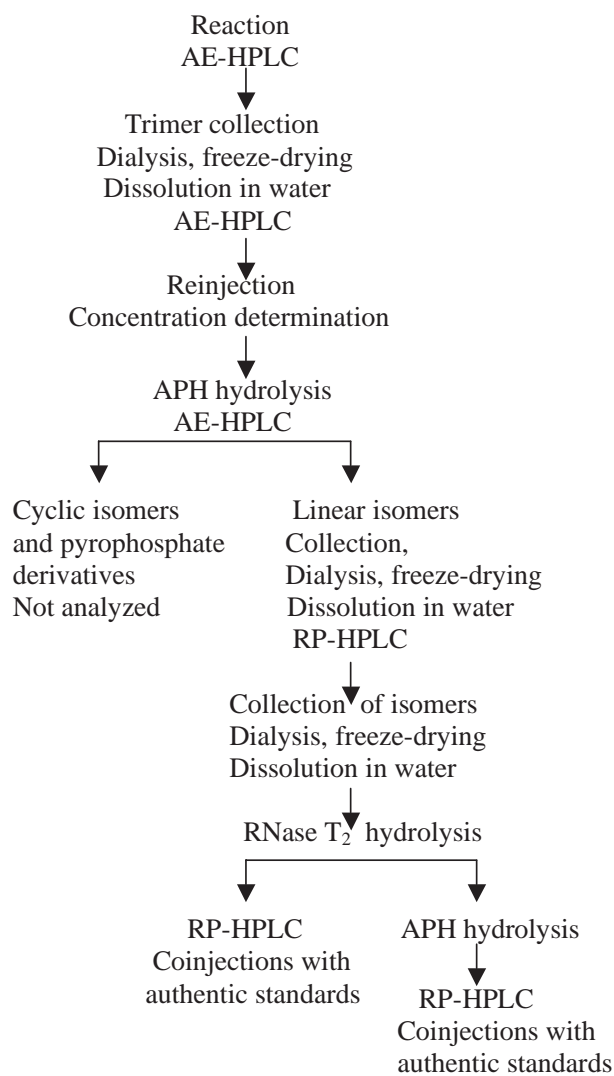 Reaction
AE-HPLC
Trimer collection
Dialysis, freeze-drying
Dissolution in water
AE-HPLC
Reinjection
Concentration determination
APH hydrolysis
AE-HPLC
Cyclic isomers
and pyrophosphate
derivatives
Not analyzed
Linear isomers
Collection,
Dialysis, freeze-drying
Dissolution in water
RP-HPLC
Collection of isomers
Dialysis, freeze-drying
Dissolution in water
RNase T₂ hydrolysis
RP-HPLC
Coinjections with
authentic standards
APH hydrolysis
RP-HPLC
Coinjections with
authentic standards